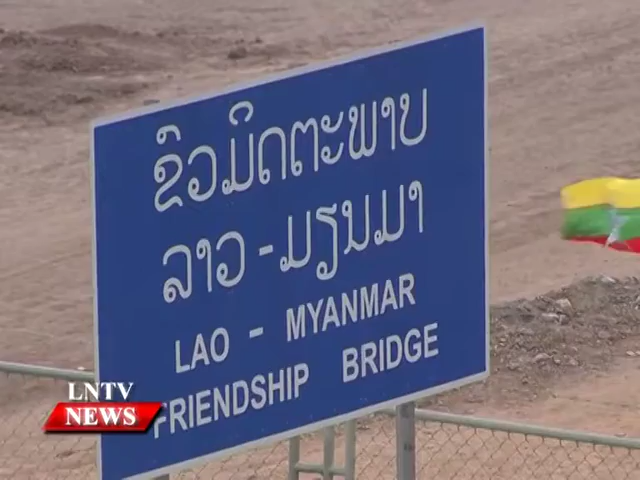 ຂົວມິດຕະພາບ
ລາວ - ມຽນມາ
LAO - MYANMAR
FRIENDSHIP BRIDGE
LNTV
NEWS